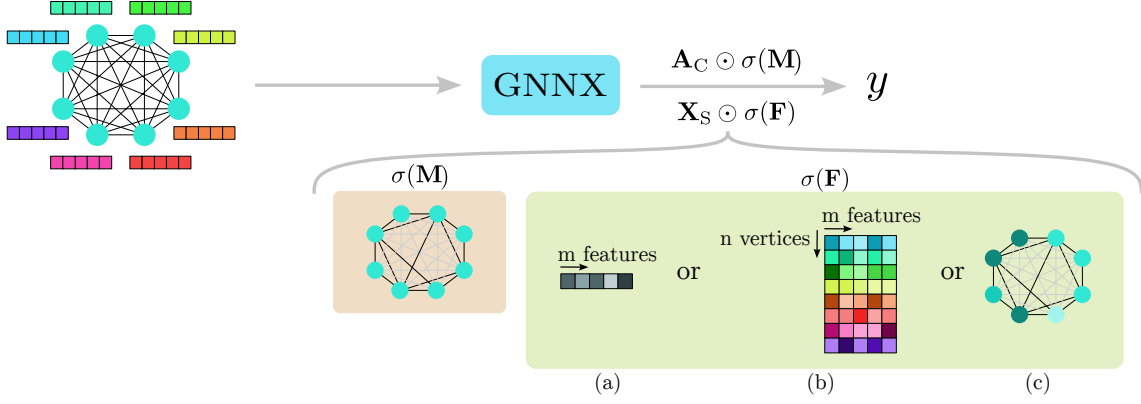 GNNX
A_C ⊙ σ(M)
X_S ⊙ σ(F)
y
σ(M)
σ(F)
m features
or
m features
n vertices
or
(a)
(b)
(c)